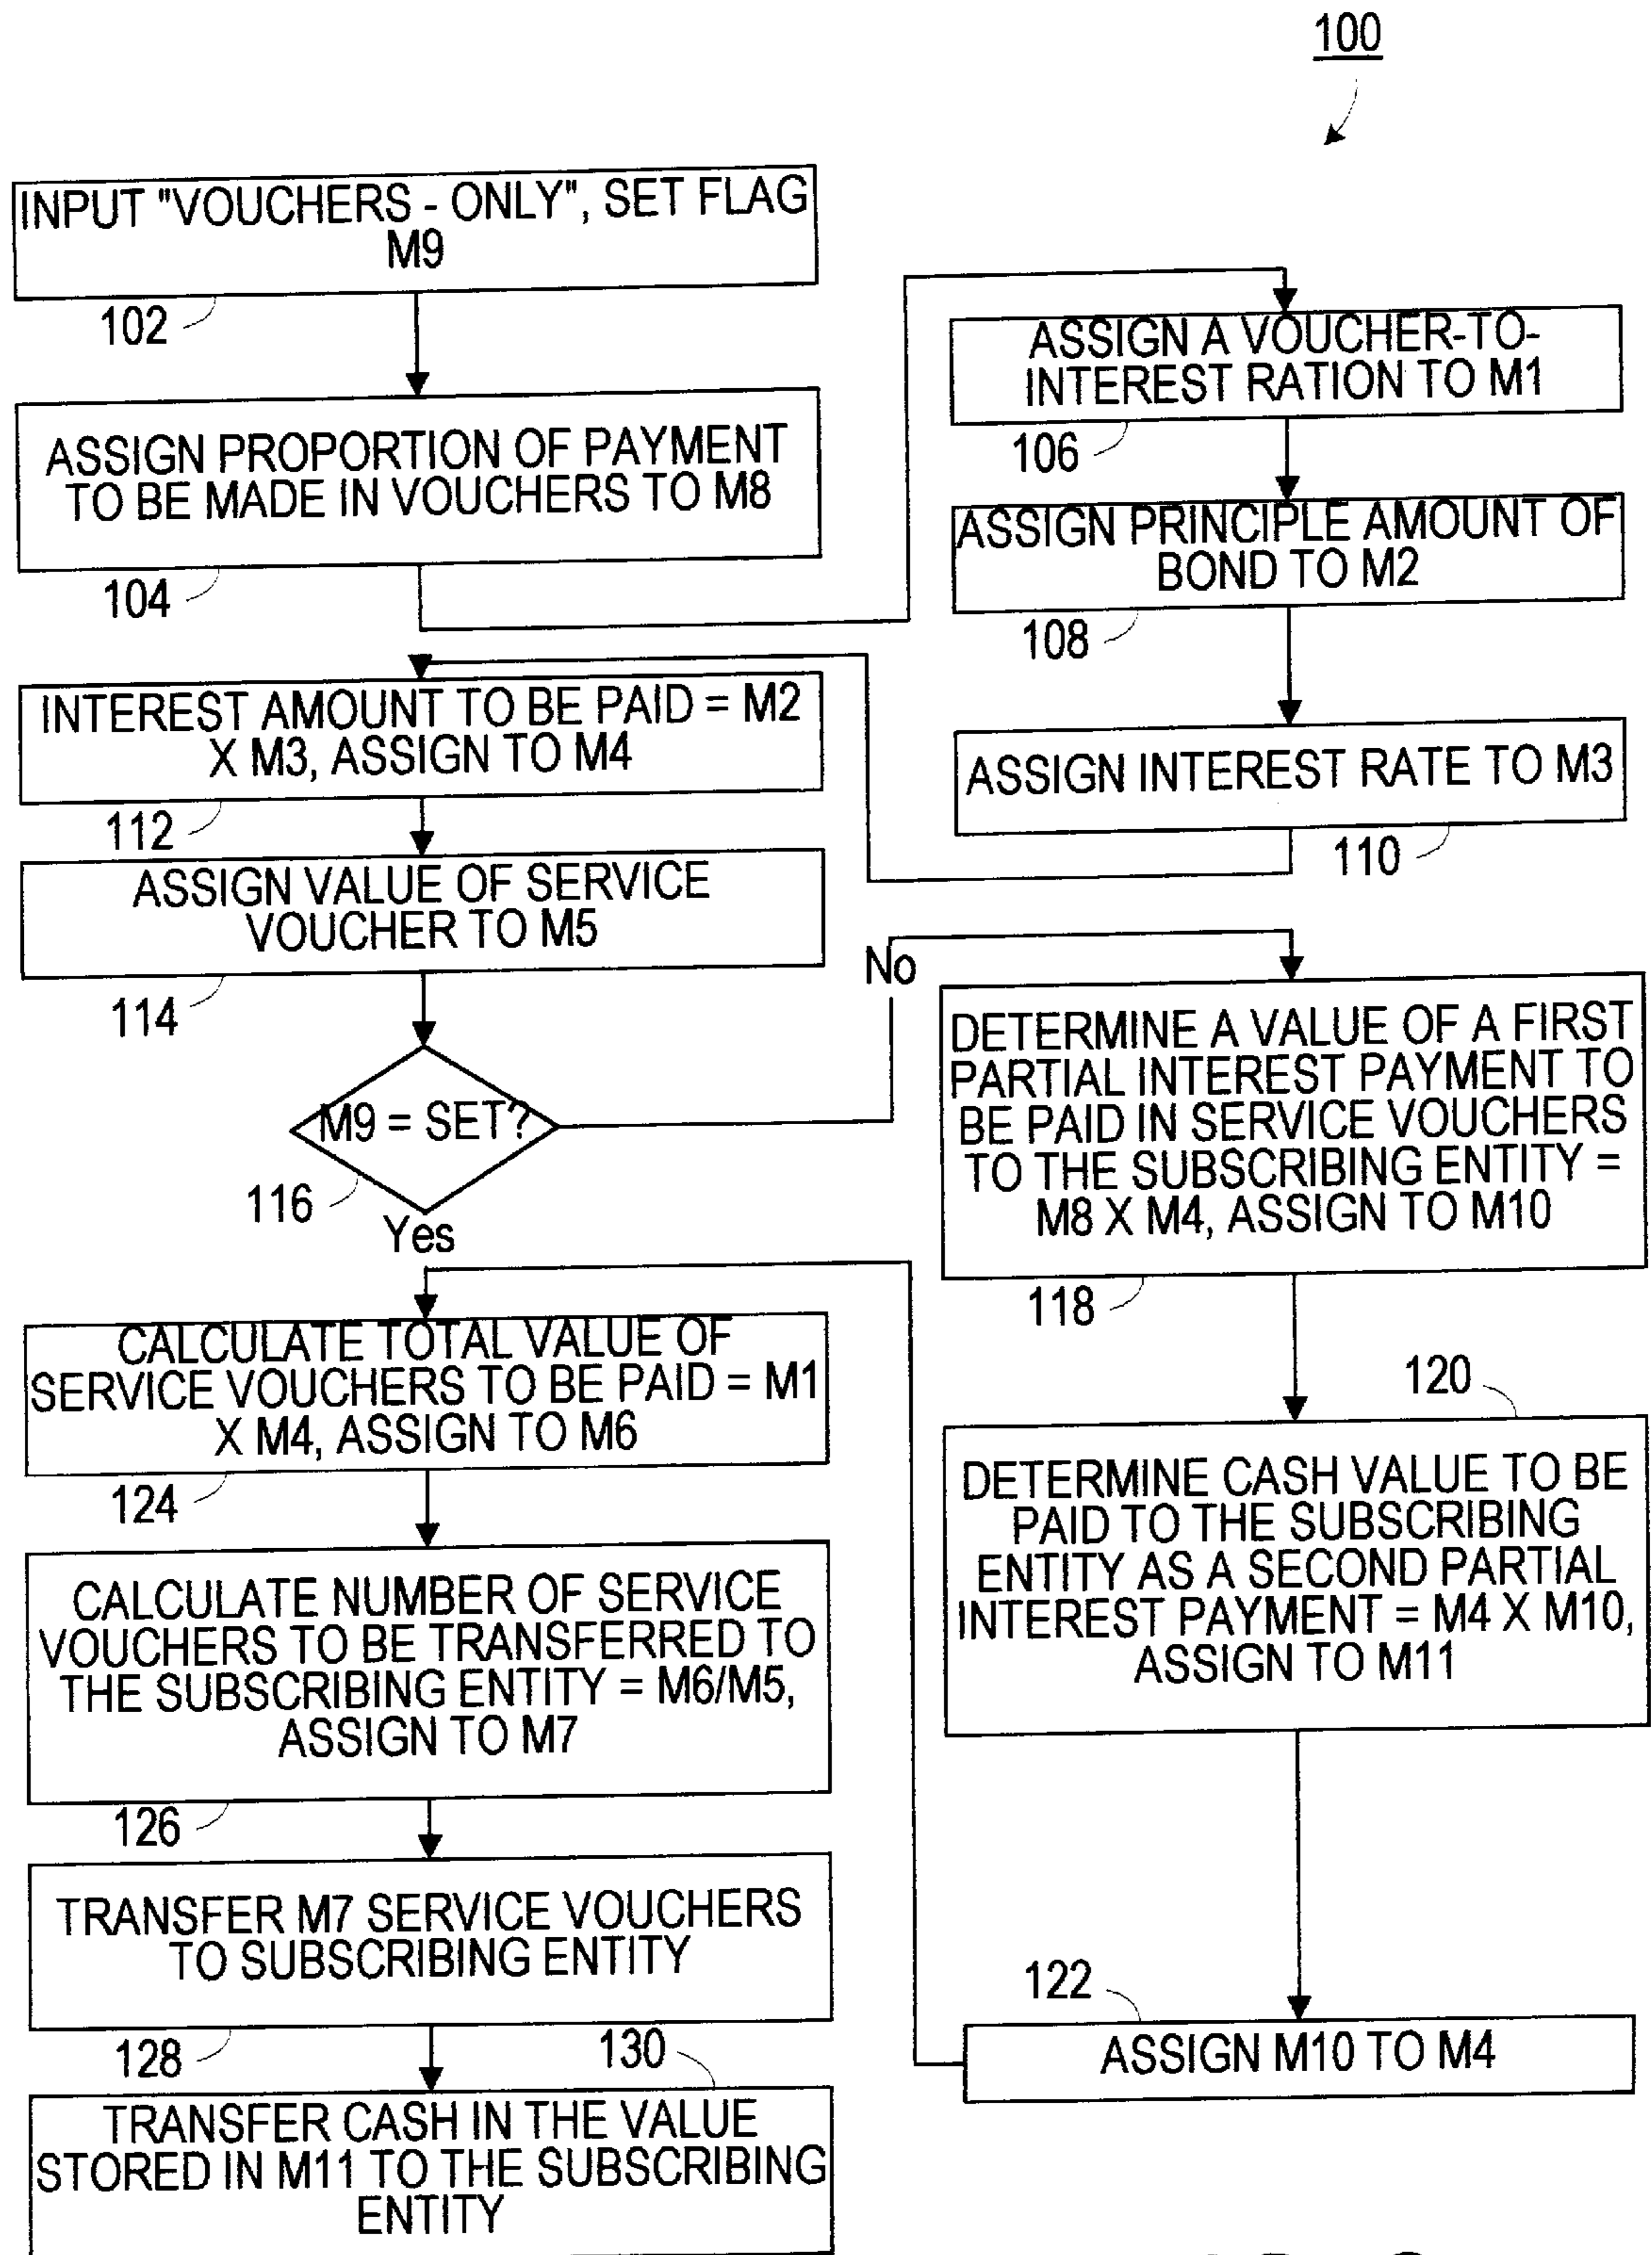 100
INPUT "VOUCHERS - ONLY", SET FLAG
M9
102
ASSIGN PROPORTION OF PAYMENT
TO BE MADE IN VOUCHERS TO M8
104
ASSIGN A VOUCHER-TO-
INTEREST RATION TO M1
106
ASSIGN PRINCIPLE AMOUNT OF
BOND TO M2
108
ASSIGN INTEREST RATE TO M3
110
INTEREST AMOUNT TO BE PAID = M2
X M3, ASSIGN TO M4
112
ASSIGN VALUE OF SERVICE
VOUCHER TO M5
114
M9 = SET?
116
No
Yes
DETERMINE A VALUE OF A FIRST
PARTIAL INTEREST PAYMENT TO
BE PAID IN SERVICE VOUCHERS
TO THE SUBSCRIBING ENTITY =
M8 X M4, ASSIGN TO M10
118
120
DETERMINE CASH VALUE TO BE
PAID TO THE SUBSCRIBING
ENTITY AS A SECOND PARTIAL
INTEREST PAYMENT = M4 X M10,
ASSIGN TO M11
122
ASSIGN M10 TO M4
CALCULATE TOTAL VALUE OF
SERVICE VOUCHERS TO BE PAID = M1
X M4, ASSIGN TO M6
124
CALCULATE NUMBER OF SERVICE
VOUCHERS TO BE TRANSFERRED TO
THE SUBSCRIBING ENTITY = M6/M5,
ASSIGN TO M7
126
TRANSFER M7 SERVICE VOUCHERS
TO SUBSCRIBING ENTITY
128
130
TRANSFER CASH IN THE VALUE
STORED IN M11 TO THE SUBSCRIBING
ENTITY